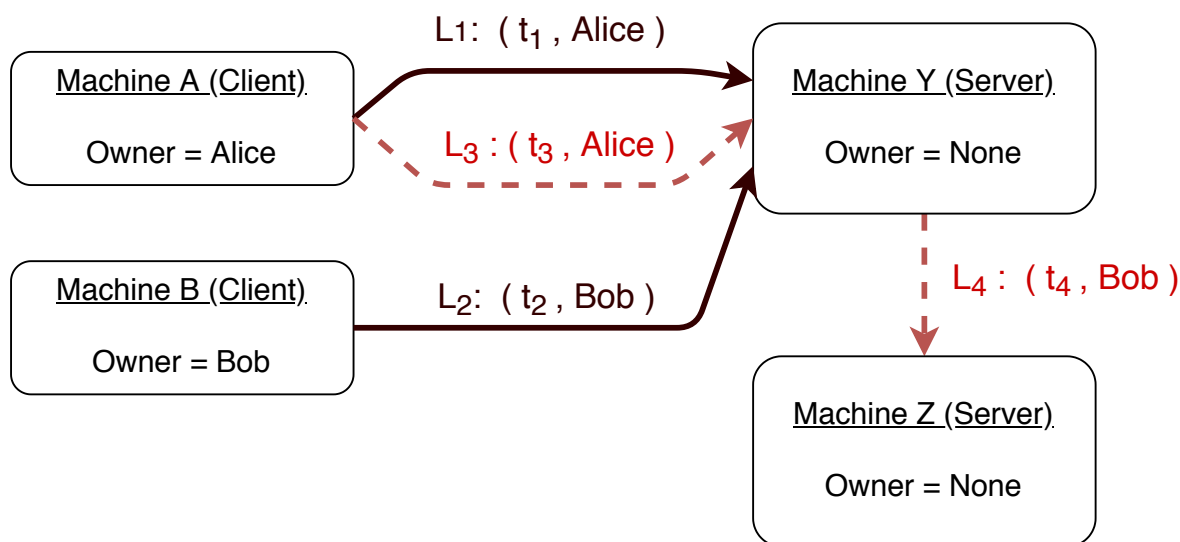 L1: ( t₁ , Alice )
Machine A (Client)
Owner = Alice
Machine Y (Server)
Owner = None
L₃ : ( t₃ , Alice )
Machine B (Client)
Owner = Bob
L₂: ( t₂ , Bob )
L₄ : ( t₄ , Bob )
Machine Z (Server)
Owner = None